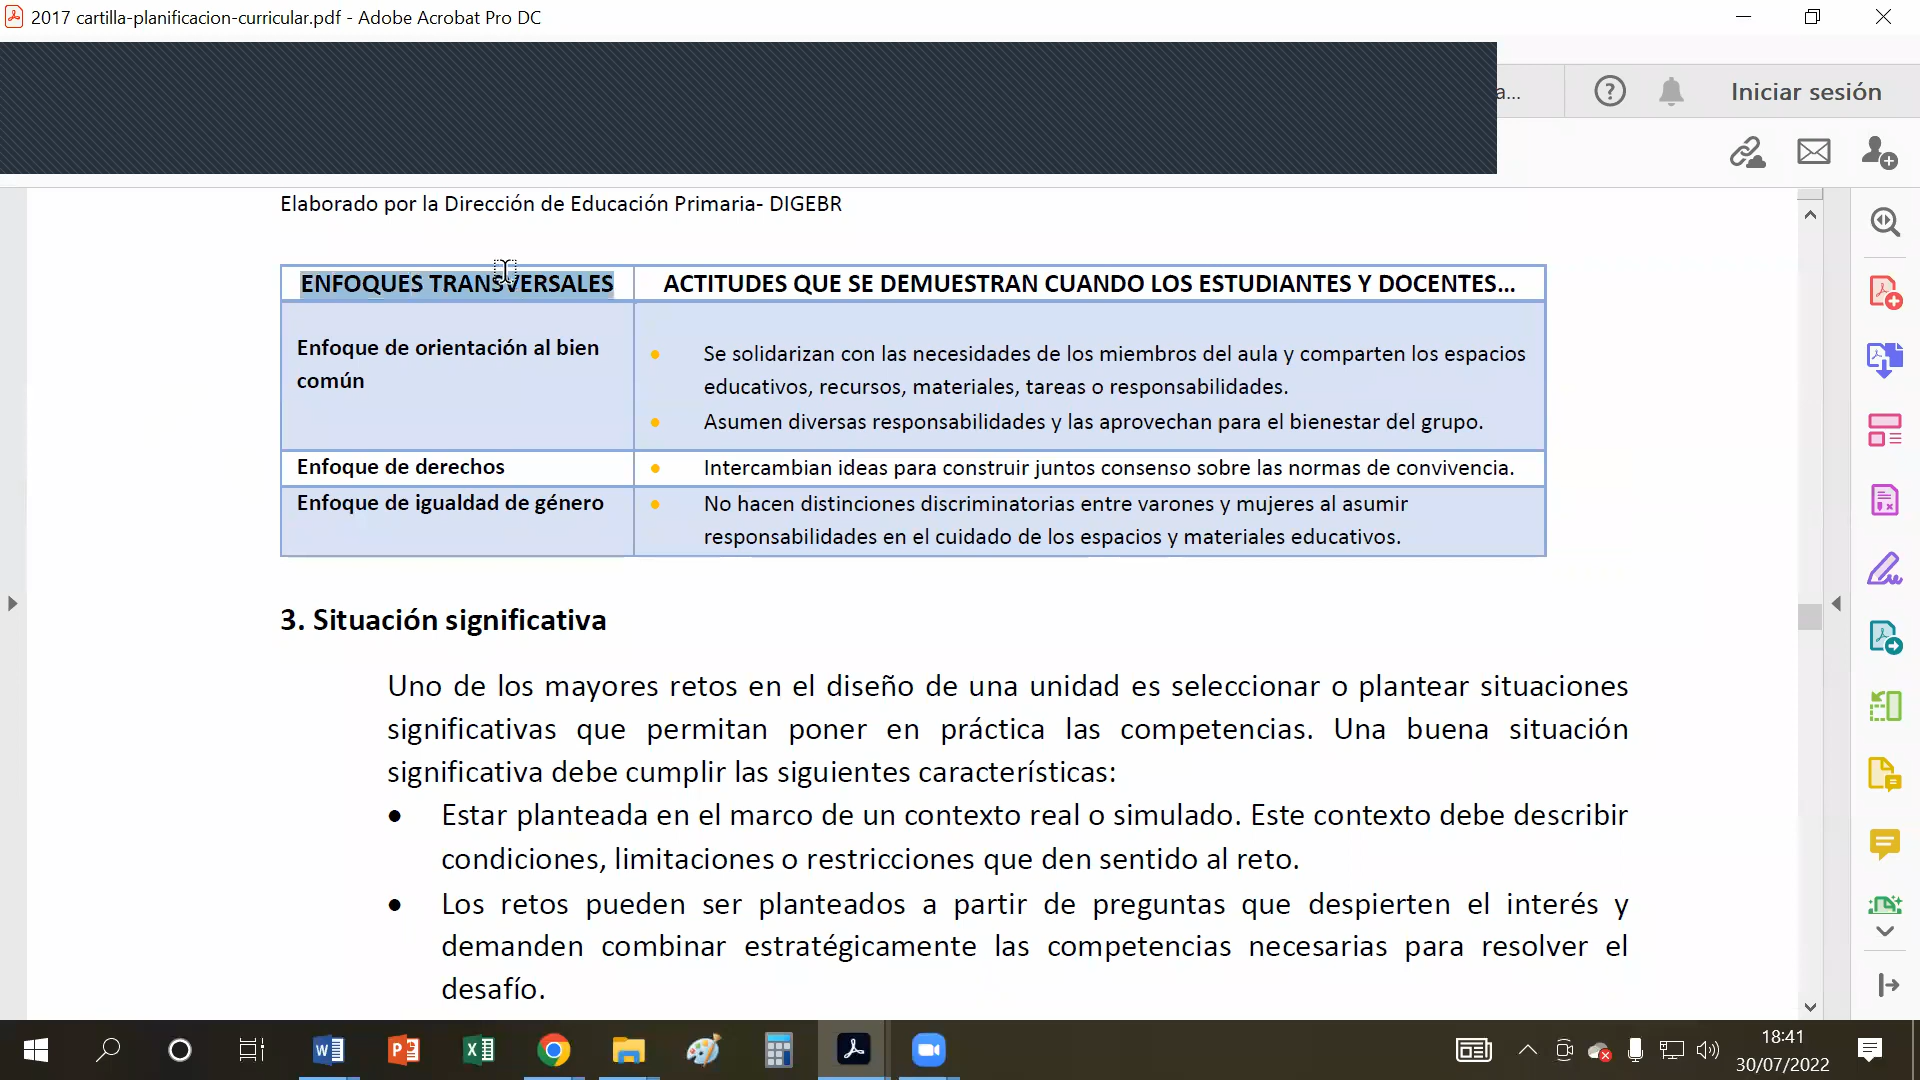 2017 cartilla-planificacion-curricular.pdf - Adobe Acrobat Pro DC
a...
Iniciar sesión
Elaborado por la Dirección de Educación Primaria- DIGEBR
ENFOQUES TRANSVERSALES
ACTITUDES QUE SE DEMUESTRAN CUANDO LOS ESTUDIANTES Y DOCENTES...
Enfoque de orientación al bien
común
• Se solidarizan con las necesidades de los miembros del aula y comparten los espacios
educativos, recursos, materiales, tareas o responsabilidades.
• Asumen diversas responsabilidades y las aprovechan para el bienestar del grupo.
Enfoque de derechos
• Intercambian ideas para construir juntos consenso sobre las normas de convivencia.
Enfoque de igualdad de género
• No hacen distinciones discriminatorias entre varones y mujeres al asumir
responsabilidades en el cuidado de los espacios y materiales educativos.
3. Situación significativa
Uno de los mayores retos en el diseño de una unidad es seleccionar o plantear situaciones
significativas que permitan poner en práctica las competencias. Una buena situación
significativa debe cumplir las siguientes características:
• Estar planteada en el marco de un contexto real o simulado. Este contexto debe describir
condiciones, limitaciones o restricciones que den sentido al reto.
• Los retos pueden ser planteados a partir de preguntas que despierten el interés y
demanden combinar estratégicamente las competencias necesarias para resolver el
desafío.
18:41
30/07/2022